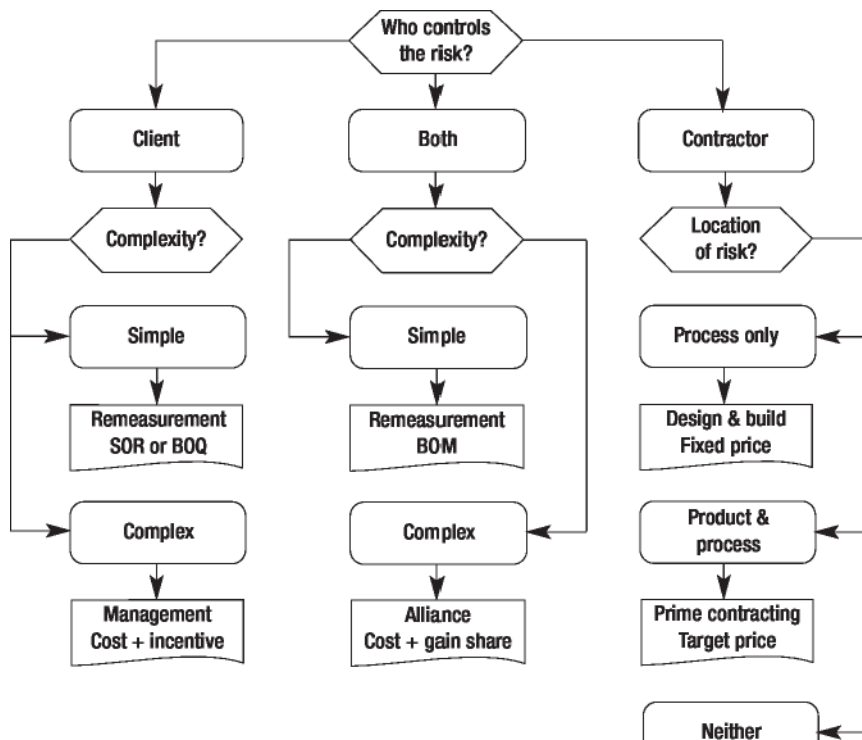 Who controls
the risk?
Client
Both
Contractor
Complexity?
Complexity?
Location
of risk?
Simple
Simple
Process only
Remeasurement
SOR or BOQ
Remeasurement
BOM
Design & build
Fixed price
Complex
Complex
Product &
process
Management
Cost + incentive
Alliance
Cost + gain share
Prime contracting
Target price
Neither